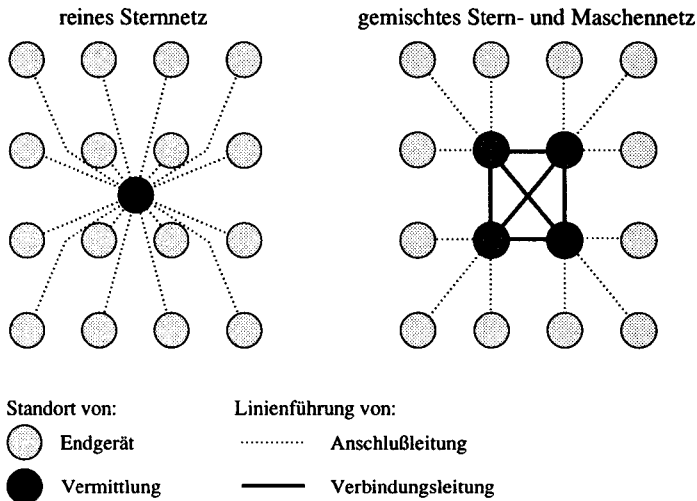 reines Sternnetz
gemischtes Stern- und Maschennetz
Standort von:
Linienführung von:
Endgerät
Anschlußleitung
Vermittlung
Verbindungsleitung